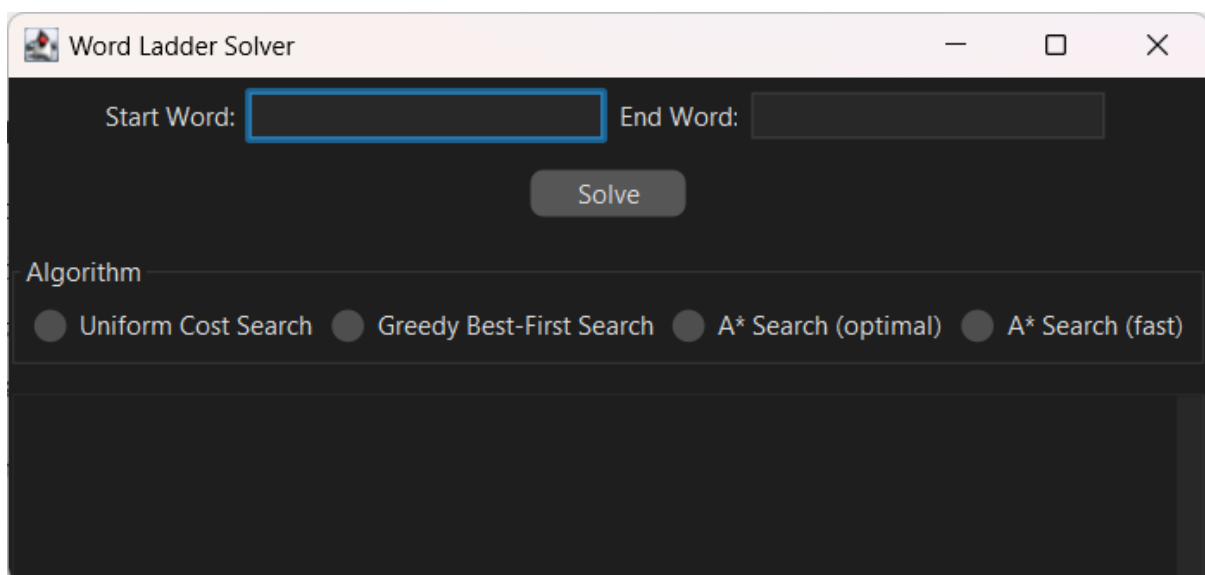 Word Ladder Solver
Start Word: End Word:
Solve
Algorithm
Uniform Cost Search Greedy Best-First Search A* Search (optimal) A* Search (fast)